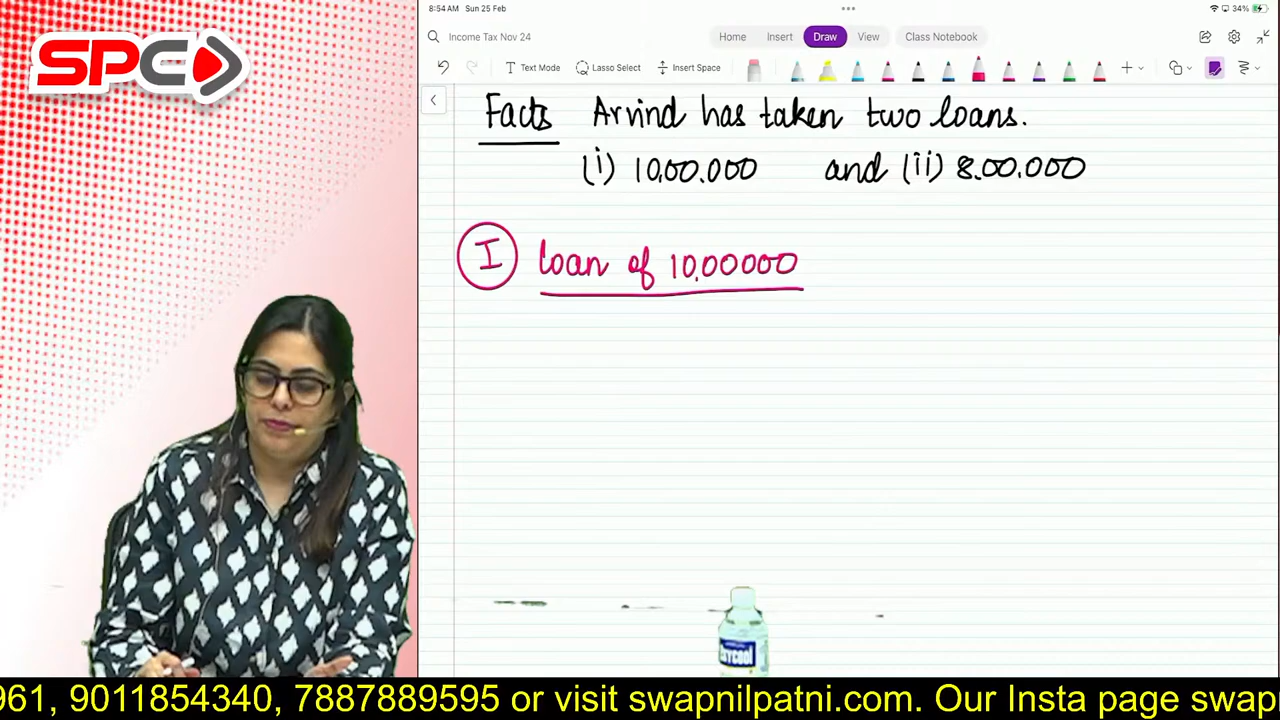 SPC
8:54 AM Sun 25 Feb
34%
Income Tax Nov 24
Home Insert Draw View Class Notebook
Text Mode Lasso Select Insert Space
Facts Arvind has taken two loans.
(i) 10,00.000 and (ii) 8.00.000
I loan of 10,00000
961, 9011854340, 7887889595 or visit swapnilpatni.com. Our Insta page swap